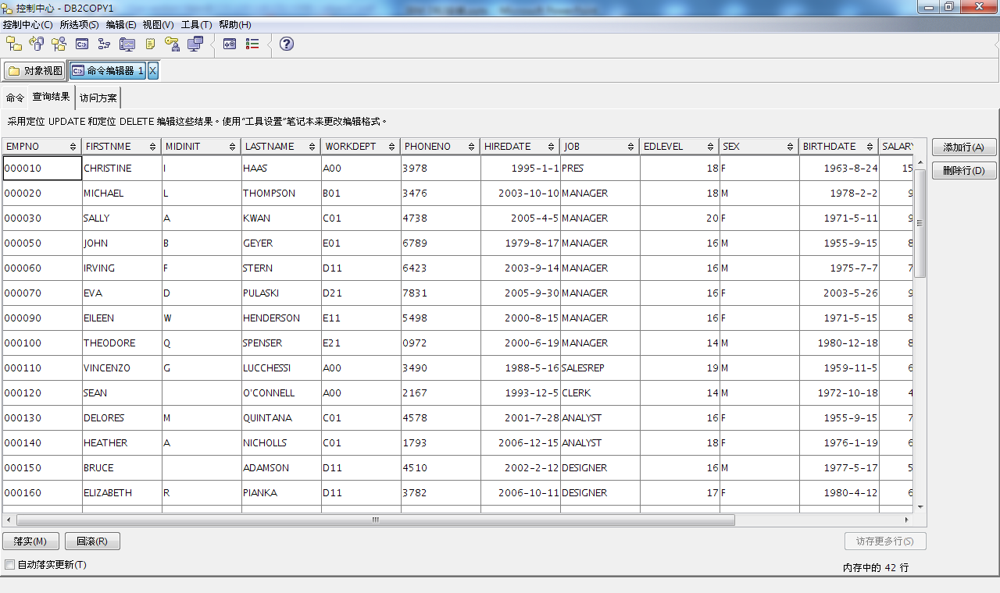 控制中心 - DB2COPY1
控制中心(C) 所选项(S) 编辑(E) 视图(V) 工具(T) 帮助(H)
对象视图 命令编辑器 1 X
命令 查询结果 访问方案
采用定位 UPDATE 和定位 DELETE 编辑这些结果。使用“工具设置”笔记本来更改编辑格式。
EMPNO FIRSTNME MIDINIT LASTNAME WORKDEPT PHONENO HIREDATE JOB EDLEVEL SEX BIRTHDATE SALARY
添加行(A)
000010 CHRISTINE I HAAS A00 3978 1995-1-1 PRES 18 F 1963-8-24 15
删除行(D)
000020 MICHAEL L THOMPSON B01 3476 2003-10-10 MANAGER 18 M 1978-2-2 9
000030 SALLY A KWAN C01 4738 2005-4-5 MANAGER 20 F 1971-5-11 9
000050 JOHN B GEYER E01 6789 1979-8-17 MANAGER 16 M 1955-9-15 8
000060 IRVING F STERN D11 6423 2003-9-14 MANAGER 16 M 1975-7-7 7
000070 EVA D PULASKI D21 7831 2005-9-30 MANAGER 16 F 2003-5-26 9
000090 EILEEN W HENDERSON E11 5498 2000-8-15 MANAGER 16 F 1971-5-15 8
000100 THEODORE Q SPENSER E21 0972 2000-6-19 MANAGER 14 M 1980-12-18 8
000110 VINCENZO G LUCCHESSI A00 3490 1988-5-16 SALESREP 19 M 1959-11-5 6
000120 SEAN O'CONNELL A00 2167 1993-12-5 CLERK 14 M 1972-10-18 4
000130 DELORES M QUINTANA C01 4578 2001-7-28 ANALYST 16 F 1955-9-15 7
000140 HEATHER A NICHOLLS C01 1793 2006-12-15 ANALYST 18 F 1976-1-19 6
000150 BRUCE ADAMSON D11 4510 2002-2-12 DESIGNER 16 M 1977-5-17 5
000160 ELIZABETH R PIANKA D11 3782 2006-10-11 DESIGNER 17 F 1980-4-12 6
落实(M) 回滚(R) 访存更多行(S)
自动落实更新(T)
内存中的 42 行